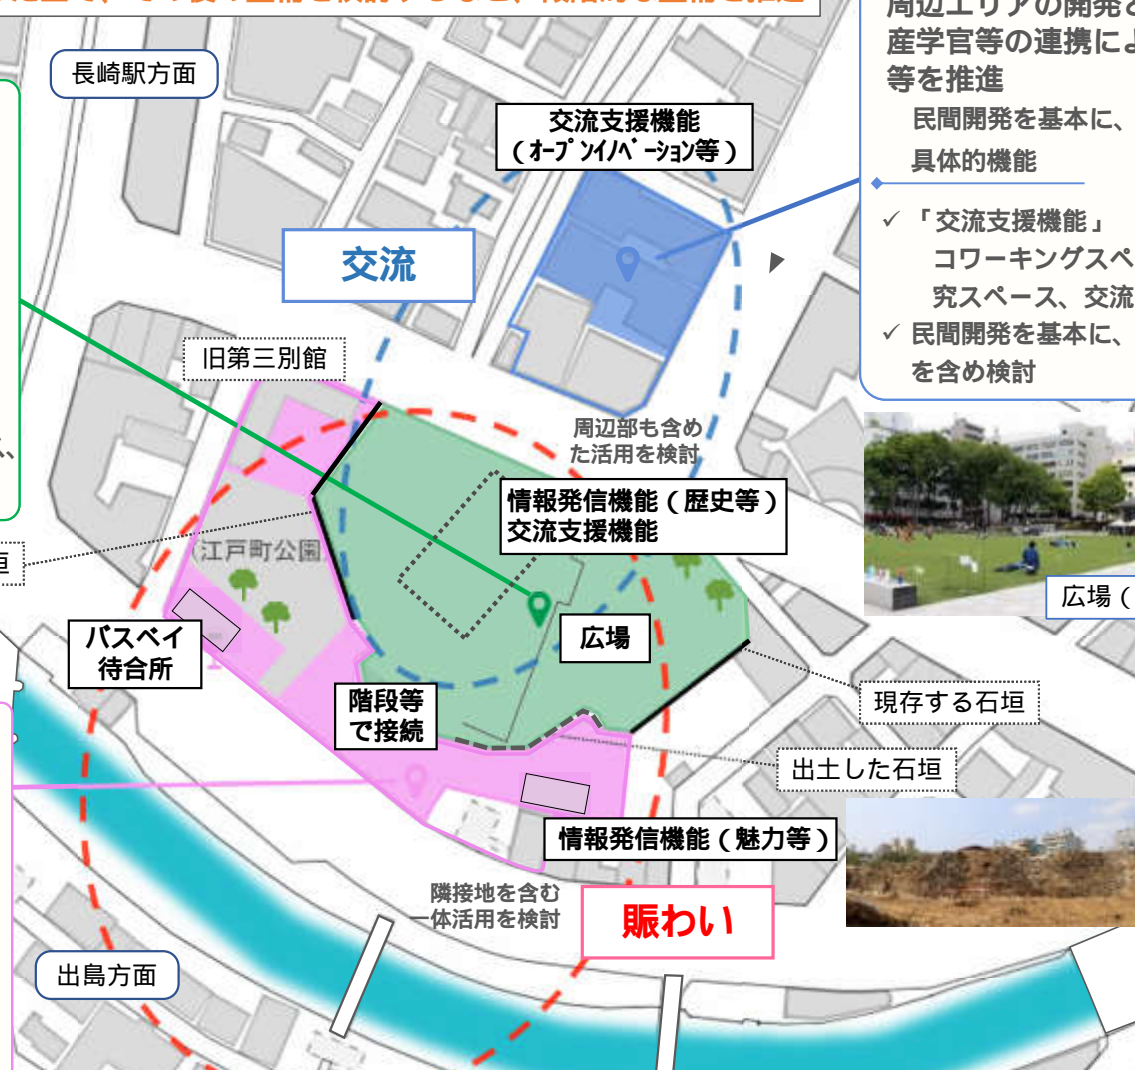 長崎駅方面
周辺エリアの開発と
産学官等の連携によ
等を推進
民間開発を基本に、
具体的機能
✓「交流支援機能」
コワーキングスペ
究スペース、交流
✓民間開発を基本に、
を含め検討
交流支援機能
(ｵｰﾌﾟﾝｲﾉﾍﾞｰｼｮﾝ等)
交流
旧第三別館
周辺部も含め
た活用を検討
情報発信機能(歴史等)
交流支援機能
江戸町公園
垣
広場
広場(
バスベイ
待合所
階段等
で接続
現存する石垣
出土した石垣
情報発信機能(魅力等)
隣接地を含む
一体活用を検討
賑わい
出島方面